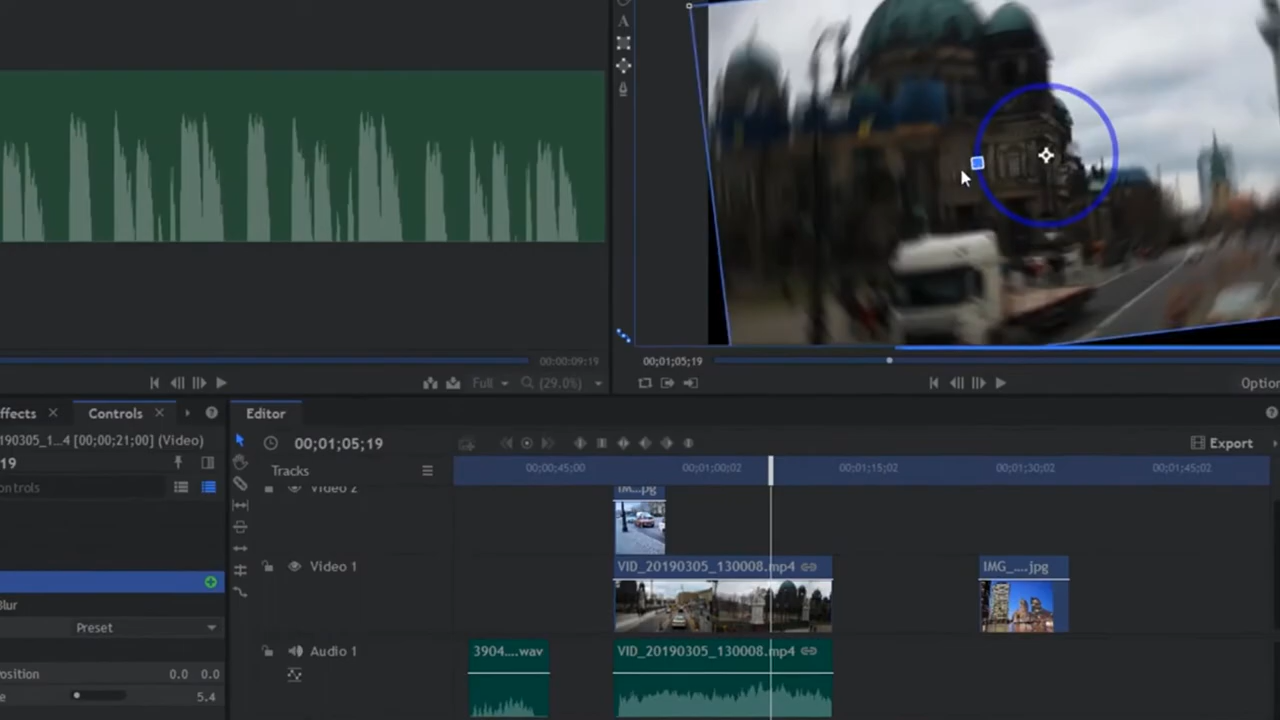 A
00:00:09:19
Full
(29.0%)
00;01;05;19
Option
ffects
Controls
Editor
190305_1...4 [00;00;21;00] (Video)
00;01;05;19
Export
19
Tracks
00;00;45;00
00;01;00;02
00;01;15;02
00;01;30;02
00;01;45;02
ontrols
Video 2
IM...pg
Video 1
VID_20190305_130008.mp4
IMG_....jpg
Blur
Preset
Audio 1
3904....wav
VID_20190305_130008.mp4
osition
0.0
0.0
e
5.4